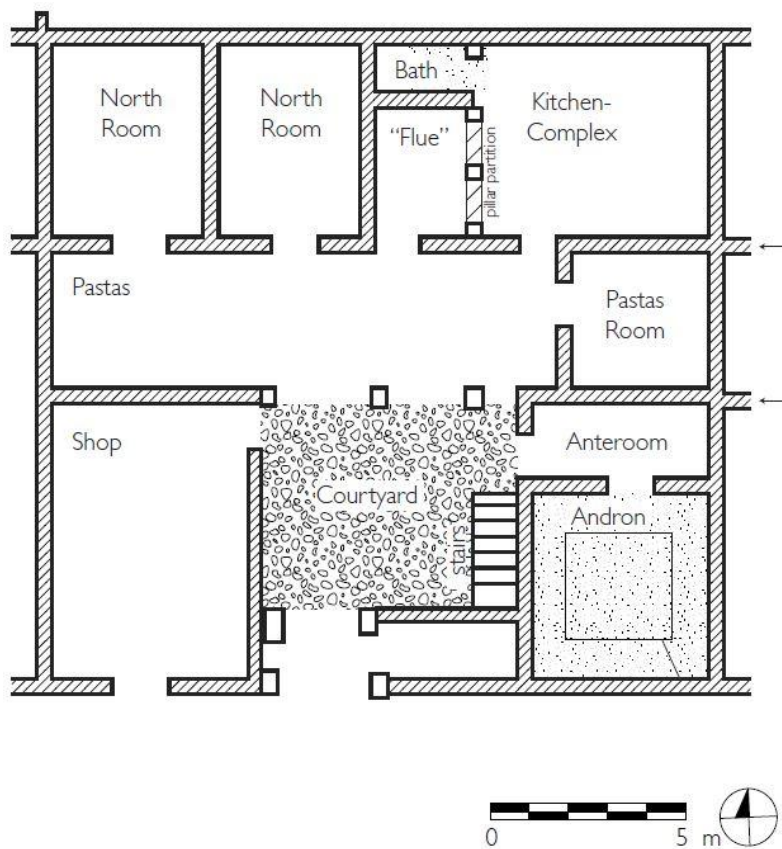 North
Room
North
Room
Bath
Kitchen-
Complex
“Flue”
pillar partition
Pastas
Pastas
Room
Shop
Anteroom
Courtyard
Andron
stairs
0 5 m